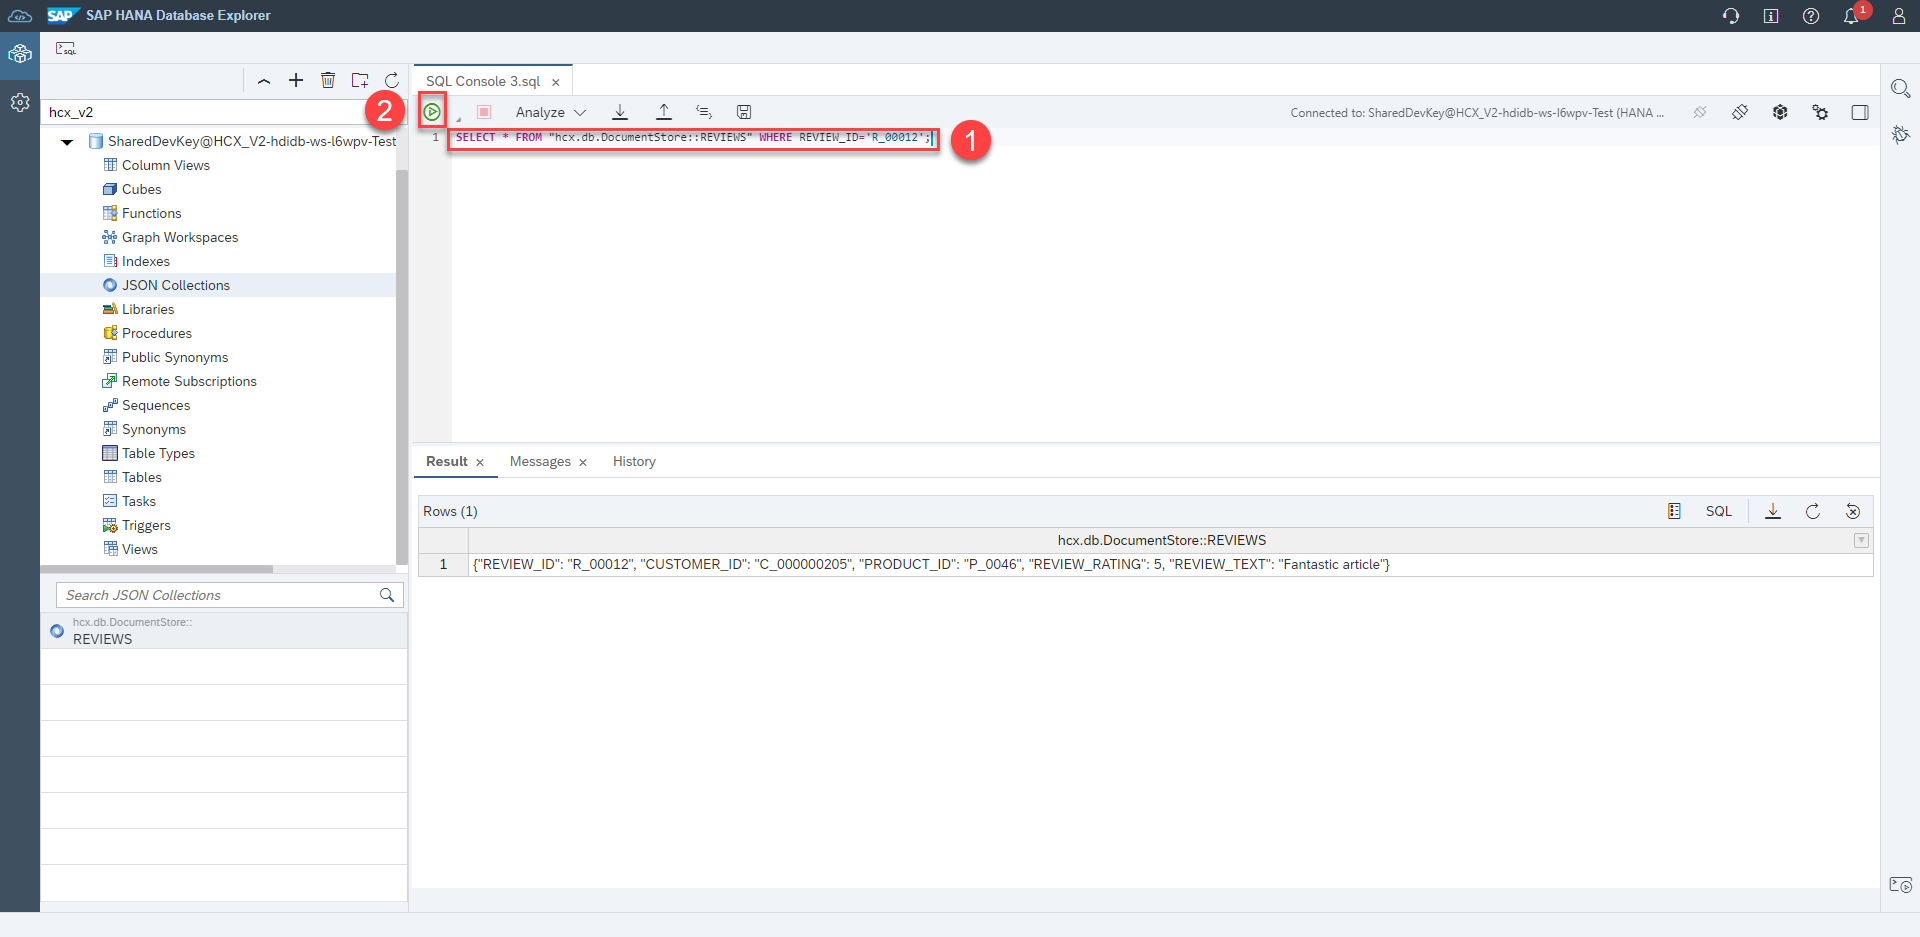 SAP SAP HANA Database Explorer
1
SQL
hcx_v2
SharedDevKey@HCX_V2-hdidb-ws-l6wpv-Test
Column Views
Cubes
Functions
Graph Workspaces
Indexes
JSON Collections
Libraries
Procedures
Public Synonyms
Remote Subscriptions
Sequences
Synonyms
Table Types
Tables
Tasks
Triggers
Views
Search JSON Collections
hcx.db.DocumentStore::
REVIEWS
SQL Console 3.sql
2
Analyze
Connected to: SharedDevKey@HCX_V2-hdidb-ws-l6wpv-Test (HANA ...
1 SELECT * FROM "hcx.db.DocumentStore::REVIEWS" WHERE REVIEW_ID='R_00012';
1
Result Messages History
Rows (1)
SQL
hcx.db.DocumentStore::REVIEWS
1 {"REVIEW_ID": "R_00012", "CUSTOMER_ID": "C_000000205", "PRODUCT_ID": "P_0046", "REVIEW_RATING": 5, "REVIEW_TEXT": "Fantastic article"}